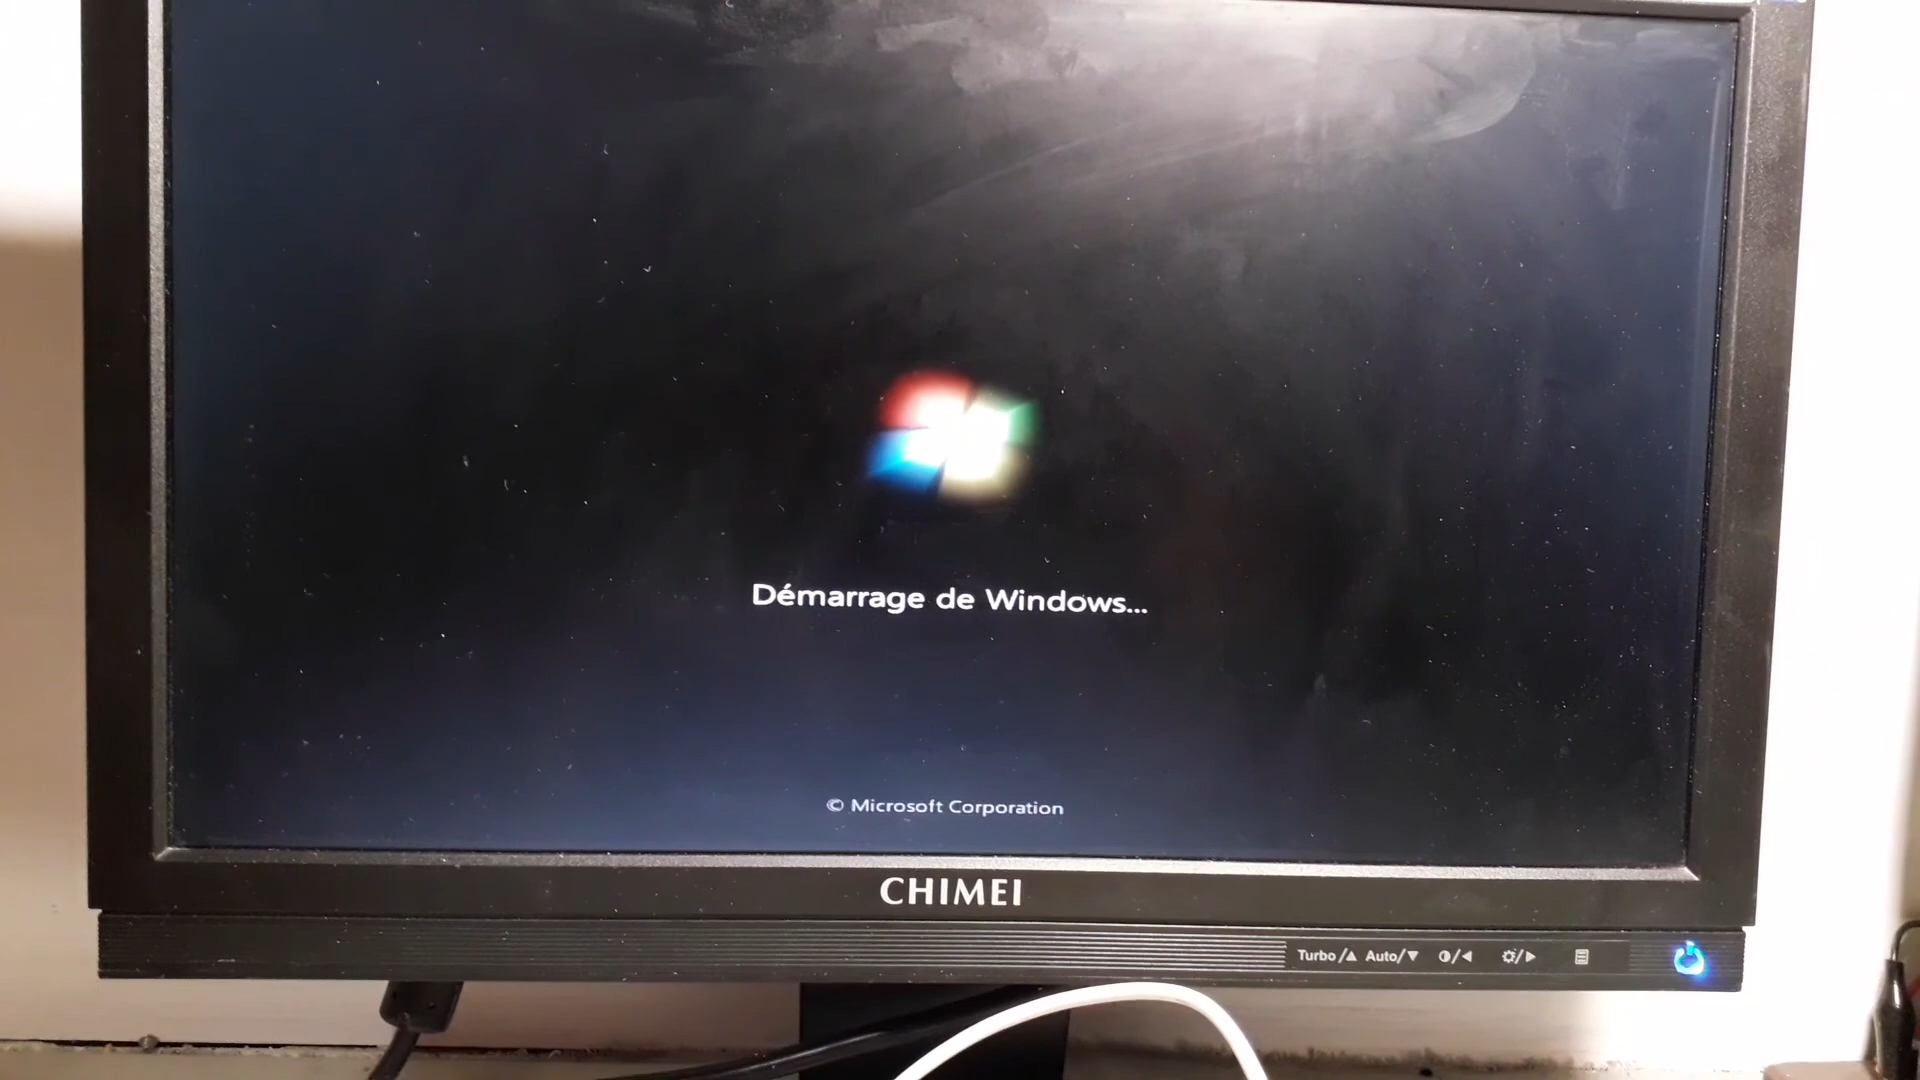 Démarrage de Windows...
© Microsoft Corporation
CHIMEI
Turbo/▲ Auto/▼ /◀ /▶